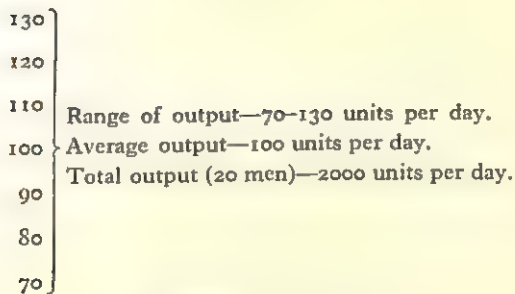 130
120
110 Range of output—70-130 units per day.
100 Average output—100 units per day.
Total output (20 men)—2000 units per day.
90
80
70